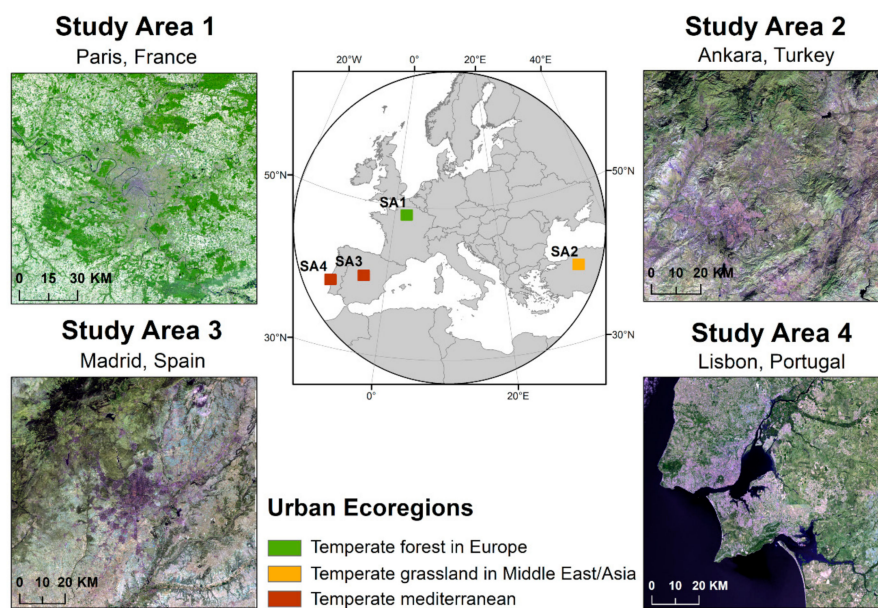 Study Area 1
Paris, France
0 15 30 KM
20°W 0° 20°E 40°E
50°N 50°N
SA1
SA2
SA3
SA4
30°N 30°N
0° 20°E
Study Area 2
Ankara, Turkey
0 10 20 KM
Study Area 3
Madrid, Spain
0 10 20 KM
Study Area 4
Lisbon, Portugal
0 10 20 KM
Urban Ecoregions
Temperate forest in Europe
Temperate grassland in Middle East/Asia
Temperate mediterranean